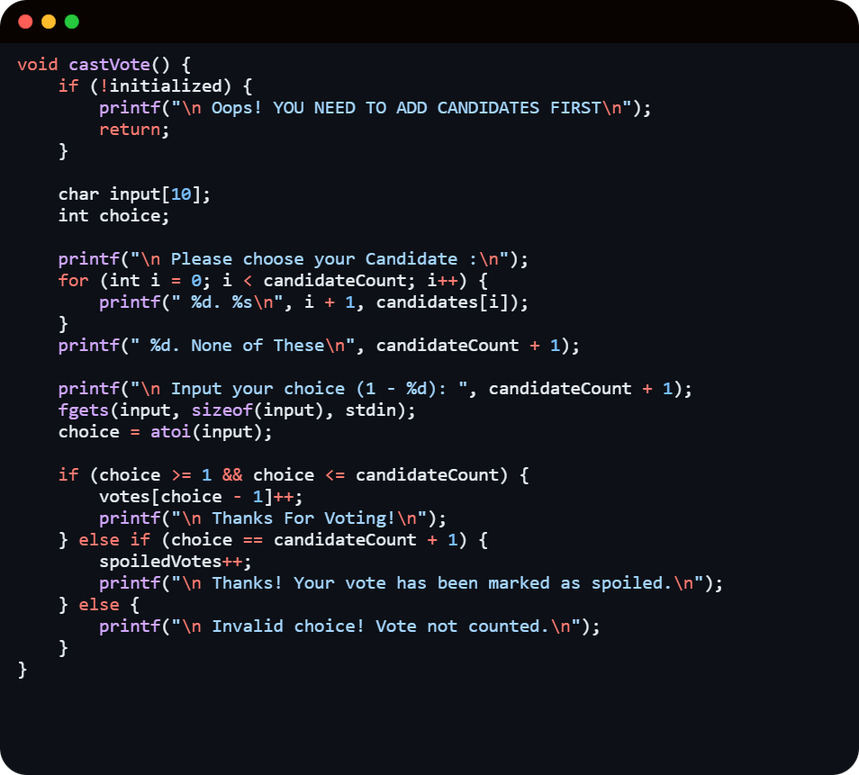 void castVote() {
    if (!initialized) {
        printf("\n Oops! YOU NEED TO ADD CANDIDATES FIRST\n");
        return;
    }

    char input[10];
    int choice;

    printf("\n Please choose your Candidate :\n");
    for (int i = 0; i < candidateCount; i++) {
        printf(" %d. %s\n", i + 1, candidates[i]);
    }
    printf(" %d. None of These\n", candidateCount + 1);

    printf("\n Input your choice (1 - %d): ", candidateCount + 1);
    fgets(input, sizeof(input), stdin);
    choice = atoi(input);

    if (choice >= 1 && choice <= candidateCount) {
        votes[choice - 1]++;
        printf("\n Thanks For Voting!\n");
    } else if (choice == candidateCount + 1) {
        spoiledVotes++;
        printf("\n Thanks! Your vote has been marked as spoiled.\n");
    } else {
        printf("\n Invalid choice! Vote not counted.\n");
    }
}